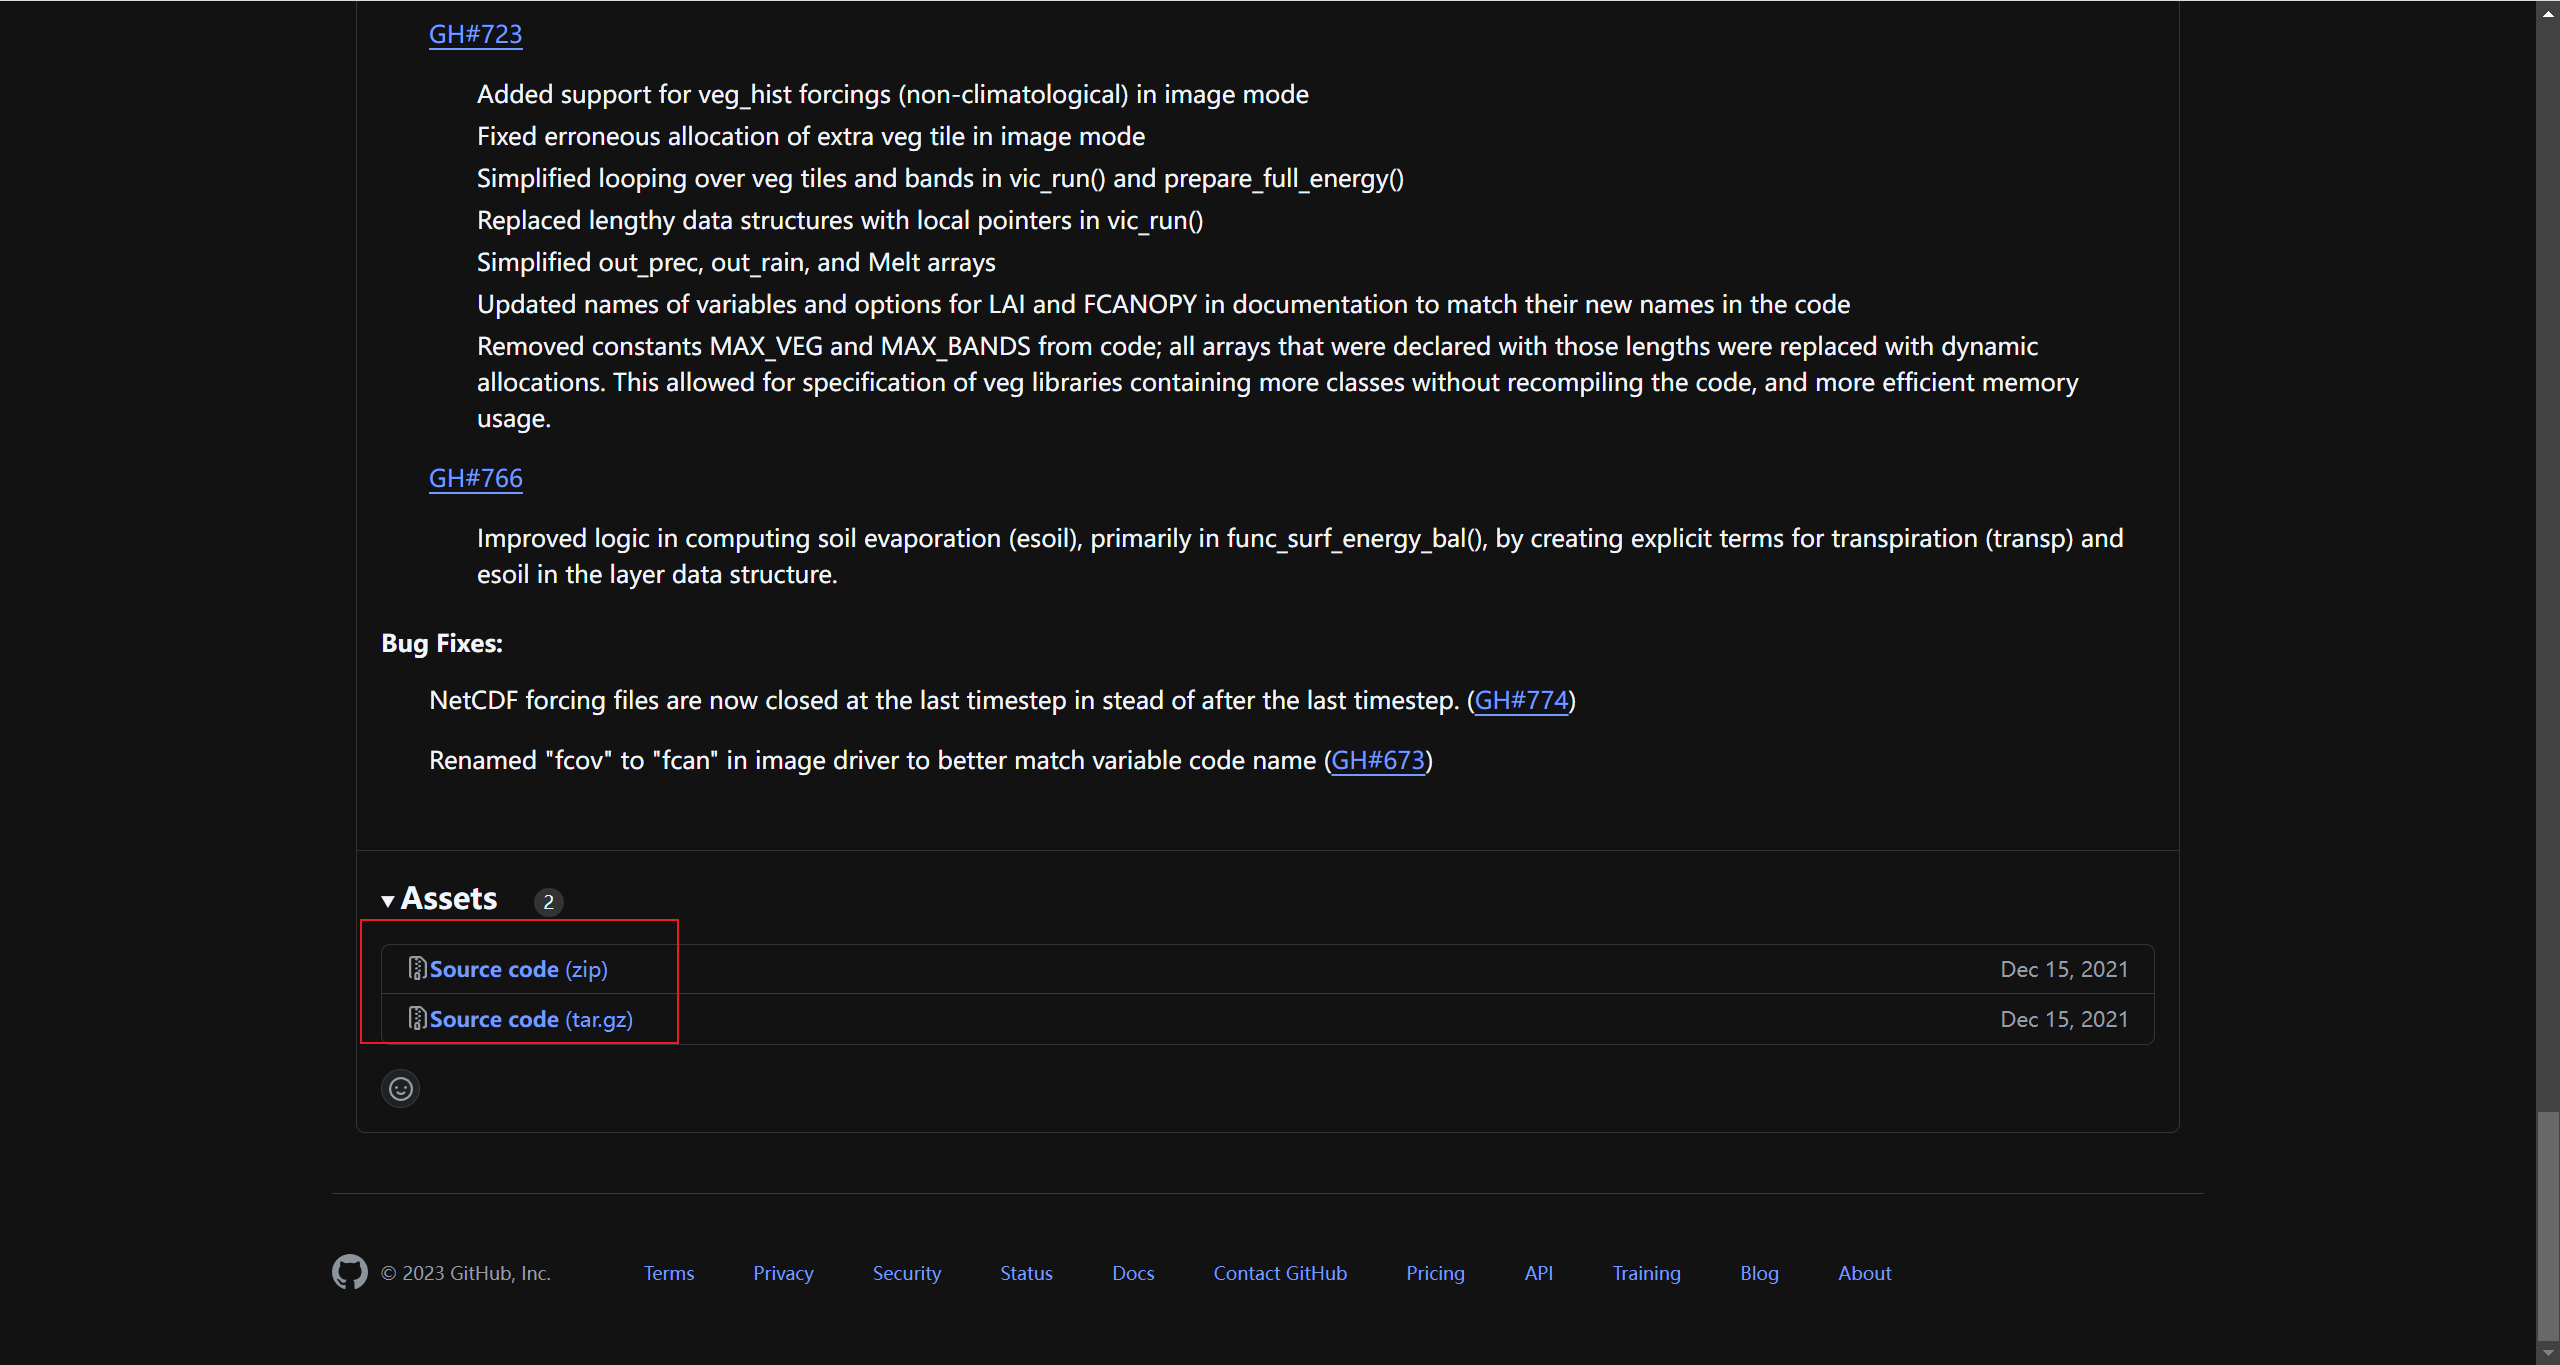 GH#723
Added support for veg_hist forcings (non-climatological) in image mode
Fixed erroneous allocation of extra veg tile in image mode
Simplified looping over veg tiles and bands in vic_run() and prepare_full_energy()
Replaced lengthy data structures with local pointers in vic_run()
Simplified out_prec, out_rain, and Melt arrays
Updated names of variables and options for LAI and FCANOPY in documentation to match their new names in the code
Removed constants MAX_VEG and MAX_BANDS from code; all arrays that were declared with those lengths were replaced with dynamic
allocations. This allowed for specification of veg libraries containing more classes without recompiling the code, and more efficient memory
usage.
GH#766
Improved logic in computing soil evaporation (esoil), primarily in func_surf_energy_bal(), by creating explicit terms for transpiration (transp) and
esoil in the layer data structure.
Bug Fixes:
NetCDF forcing files are now closed at the last timestep in stead of after the last timestep. (GH#774)
Renamed "fcov" to "fcan" in image driver to better match variable code name (GH#673)
Assets 2
Source code (zip) Dec 15, 2021
Source code (tar.gz) Dec 15, 2021
© 2023 GitHub, Inc. Terms Privacy Security Status Docs Contact GitHub Pricing API Training Blog About